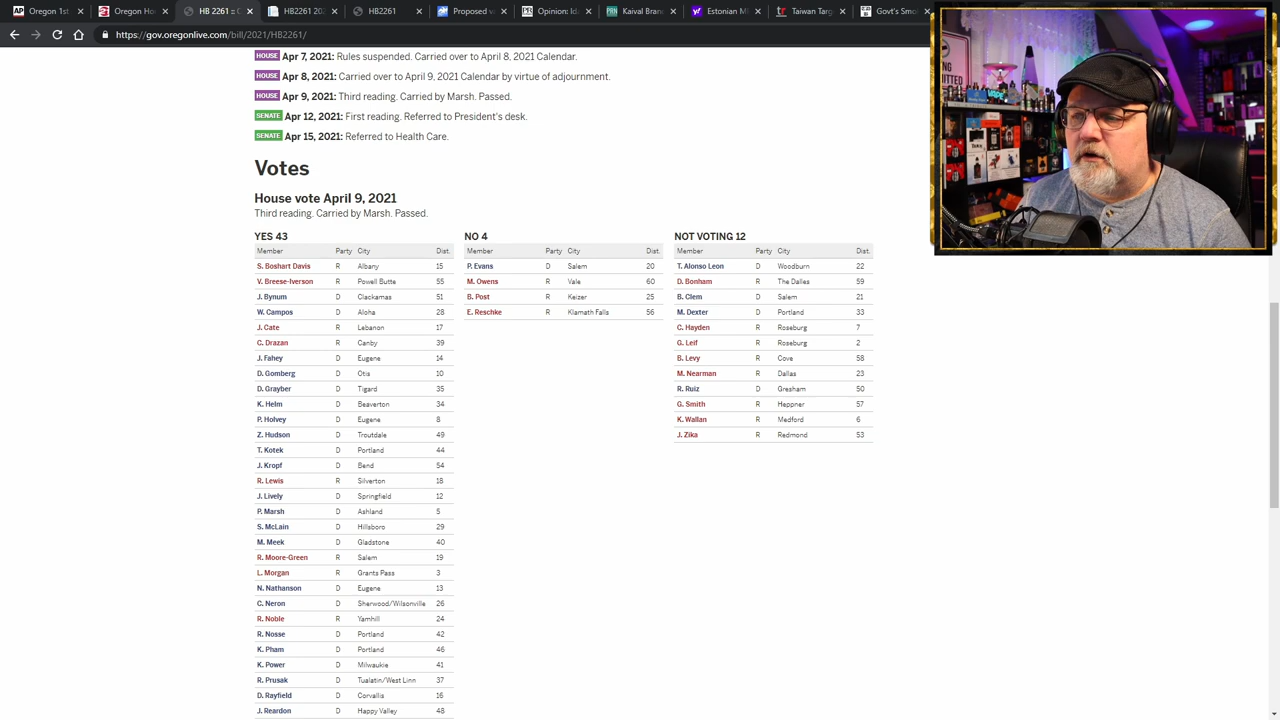 Oregon 1st
Oregon Ho
HB 2261
HB2261
HB2261
Regular Se
Proposed
PS
Kanal Banc
Yahoo
E-Cigare
https://gov.oregonlive.com/bill/2021/HB2261/
HOUSE Apr 7, 2021: Rules suspended. Carried over to April 8, 2021 Calendar.
HOUSE Apr 8, 2021: Carried over to April 9, 2021 Calendar by virtue of adjournment.
HOUSE Apr 9, 2021: Third reading. Carried by Marsh. Passed.
SENATE Apr 12, 2021: First reading. Referred to President's desk.
SENATE Apr 15, 2021: Referred to Health Care.
Votes
House vote April 9, 2021
Third reading. Carried by Marsh. Passed.
YES 43
Member Party City Dist.
S. Boshart Davis R Albany 15
V. Breese-Iverson R Powell Butte 55
J. Bynum D Clackamas 51
W. Campos D Aloha 28
J. Cate R Lebanon 17
C. Drazan R Canby 39
J. Fahey D Eugene 14
D. Gomberg D Otis 10
D. Grayber D Tigard 35
K. Helm D Beaverton 34
P. Holvey D Eugene 8
Z. Hudson D Troutdale 49
T. Kotek D Portland 44
J. Kropf D Bend 54
R. Lewis R Silverton 18
J. Lively D Springfield 12
P. Marsh D Ashland 5
S. McLain D Hillsboro 29
M. Meek D Gladstone 40
R. Moore-Green R Salem 19
L. Morgan R Grants Pass 3
N. Nathanson D Eugene 13
C. Neron D Sherwood/Wilsonville 26
R. Noble R Yamhill 24
R. Nosse D Portland 42
K. Pham D Portland 46
K. Power D Milwaukie 41
R. Prusak D Tualatin/West Linn 37
D. Rayfield D Corvallis 16
J. Reardon D Happy Valley 48
NO 4
Member Party City Dist.
P. Evans D Salem 20
M. Owens R Vale 60
B. Post R Keizer 25
E. Reschke R Klamath Falls 56
NOT VOTING 12
Member Party City Dist.
T. Alonso Leon D Woodburn 22
D. Bonham R The Dalles 59
B. Clem D Salem 21
M. Dexter D Portland 33
C. Hayden R Roseburg 7
G. Leif R Roseburg 2
B. Levy R Cove 58
M. Nearman R Dallas 23
R. Ruiz D Gresham 50
G. Smith R Heppner 57
K. Wallan R Medford 6
J. Zika R Redmond 53